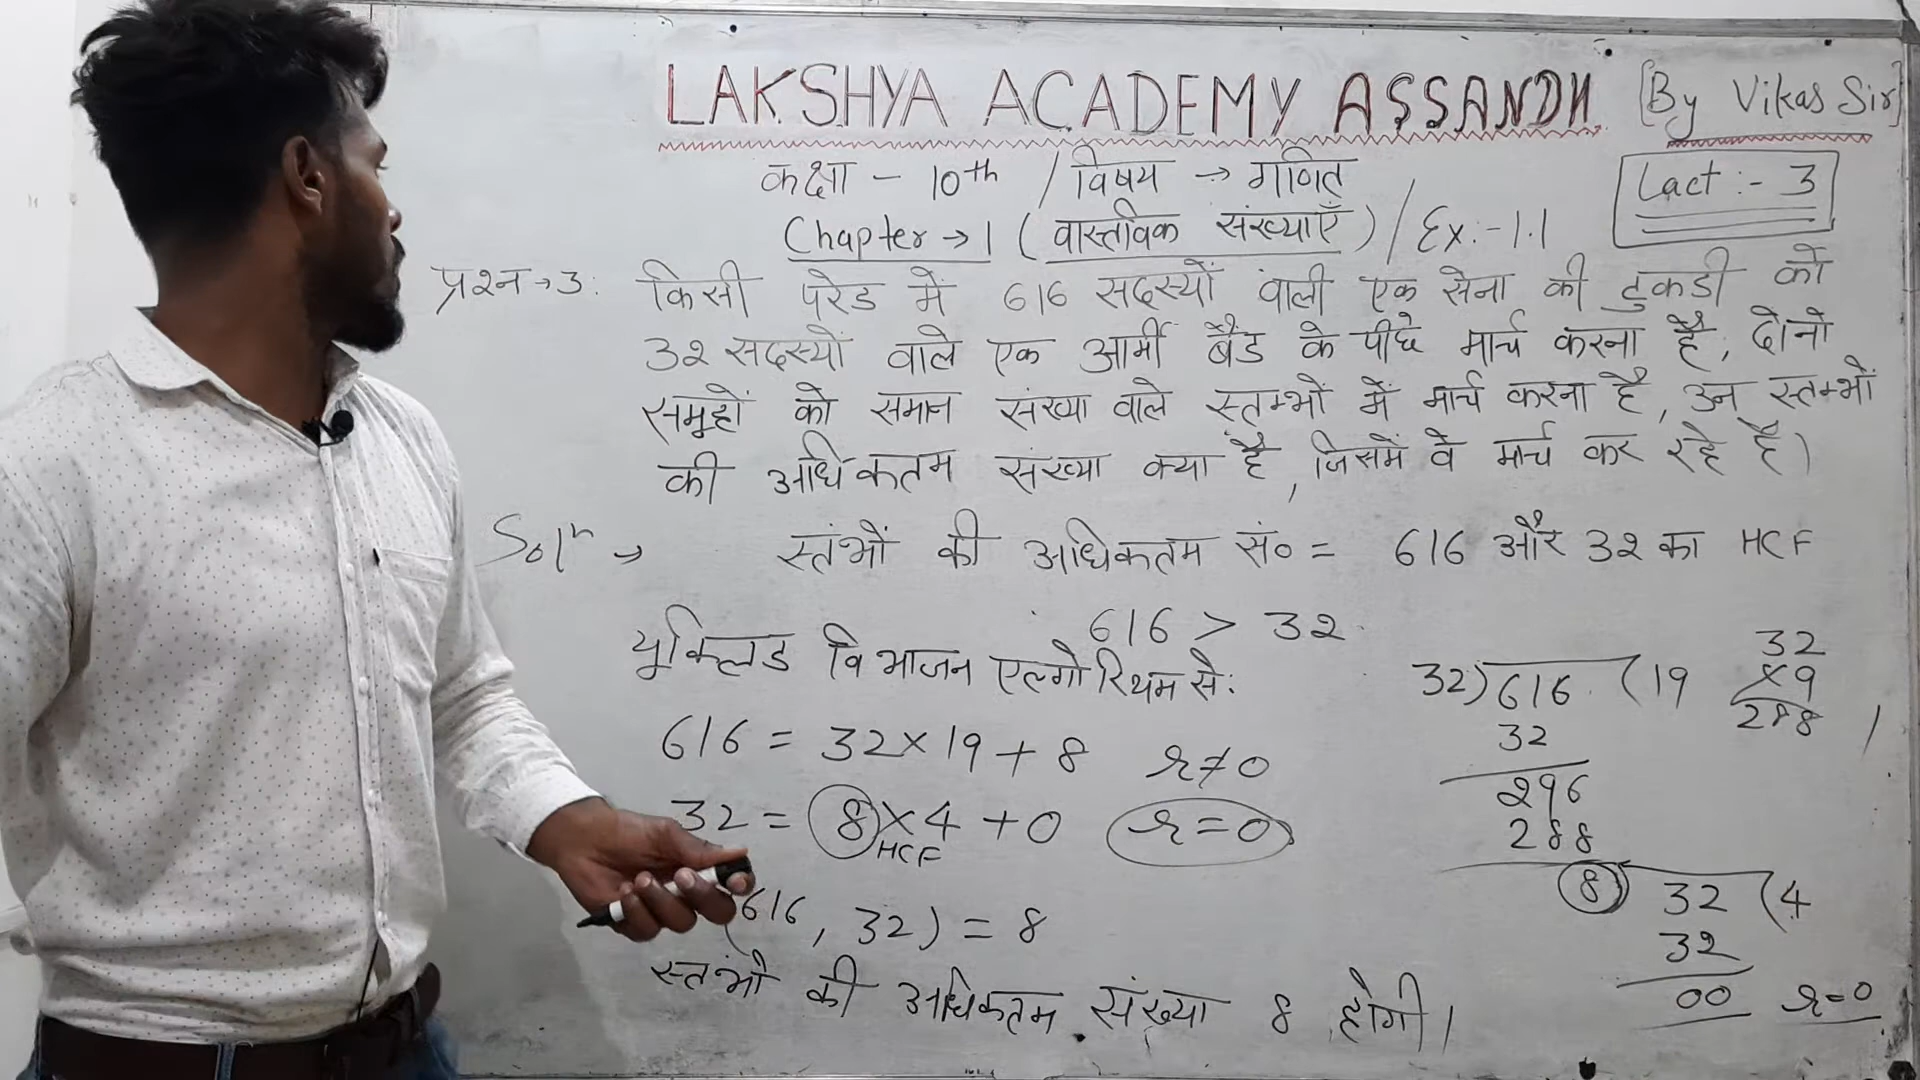 LAKSHYA ACADEMY ASSANDH [By Vikas Sir]
कक्षा - 10th / विषय → गणित
Lact :- 3
Chapter → 1 (वास्तविक संख्याएँ) / Ex:-1.1
प्रश्न→3: किसी परेड में 616 सदस्यों वाली एक सेना की टुकडी को
32 सदस्यों वाले एक आर्मी बैंड के पीछे मार्च करना है, दोनो
समूहों को समान संख्या वाले स्तम्भों में मार्च करना है, उन स्तम्भों
की अधिकतम संख्या क्या है, जिसमें वे मार्च कर रहे है।
Solⁿ → स्तंभों की अधिकतम सं० = 616 और 32 का HCF
616 > 32
यूक्लिड विभाजन एल्गोरिथम से:
616 = 32×19 + 8 r≠0
32 = 8×4 + 0 r=0
HCF
(616, 32) = 8
स्तंभो की अधिकतम संख्या 8 होगी।
32)616(19
32
296
288
8) 32 (4
32
00 r=0
32
×9
288